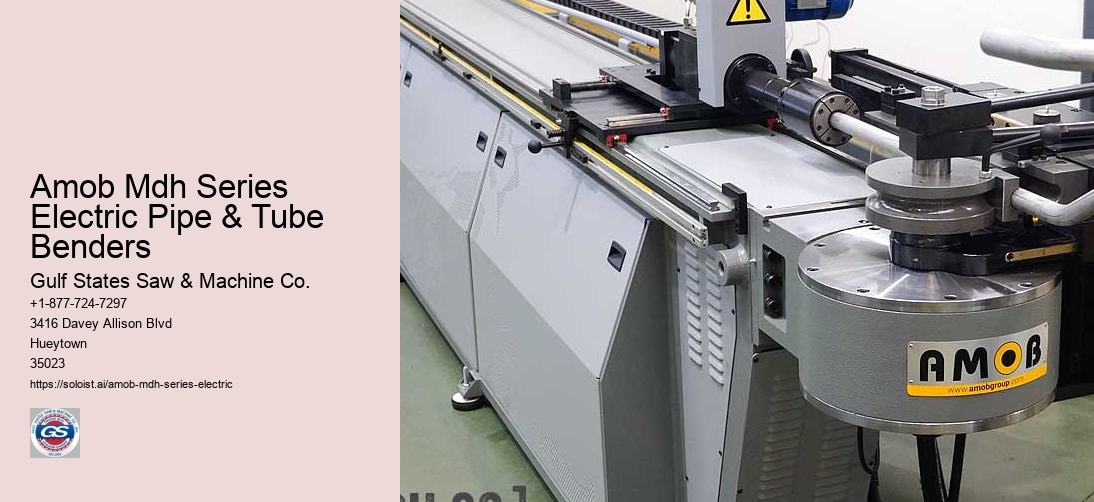 Amob Mdh Series
Electric Pipe & Tube
Benders
Gulf States Saw & Machine Co.
+1-877-724-7297
3416 Davey Allison Blvd
Hueytown
35023
https://soloist.ai/amob-mdh-series-electric
GS
AMOB
www.amobgroup.com